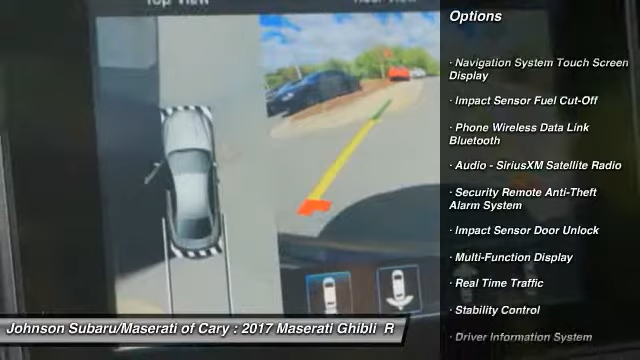 Top View
Rear View
Options
· Navigation System Touch Screen
Display
· Impact Sensor Fuel Cut-Off
· Phone Wireless Data Link
Bluetooth
· Audio - SiriusXM Satellite Radio
· Security Remote Anti-Theft
Alarm System
· Impact Sensor Door Unlock
· Multi-Function Display
· Real Time Traffic
· Stability Control
· Driver Information System
Johnson Subaru/Maserati of Cary : 2017 Maserati Ghibli R